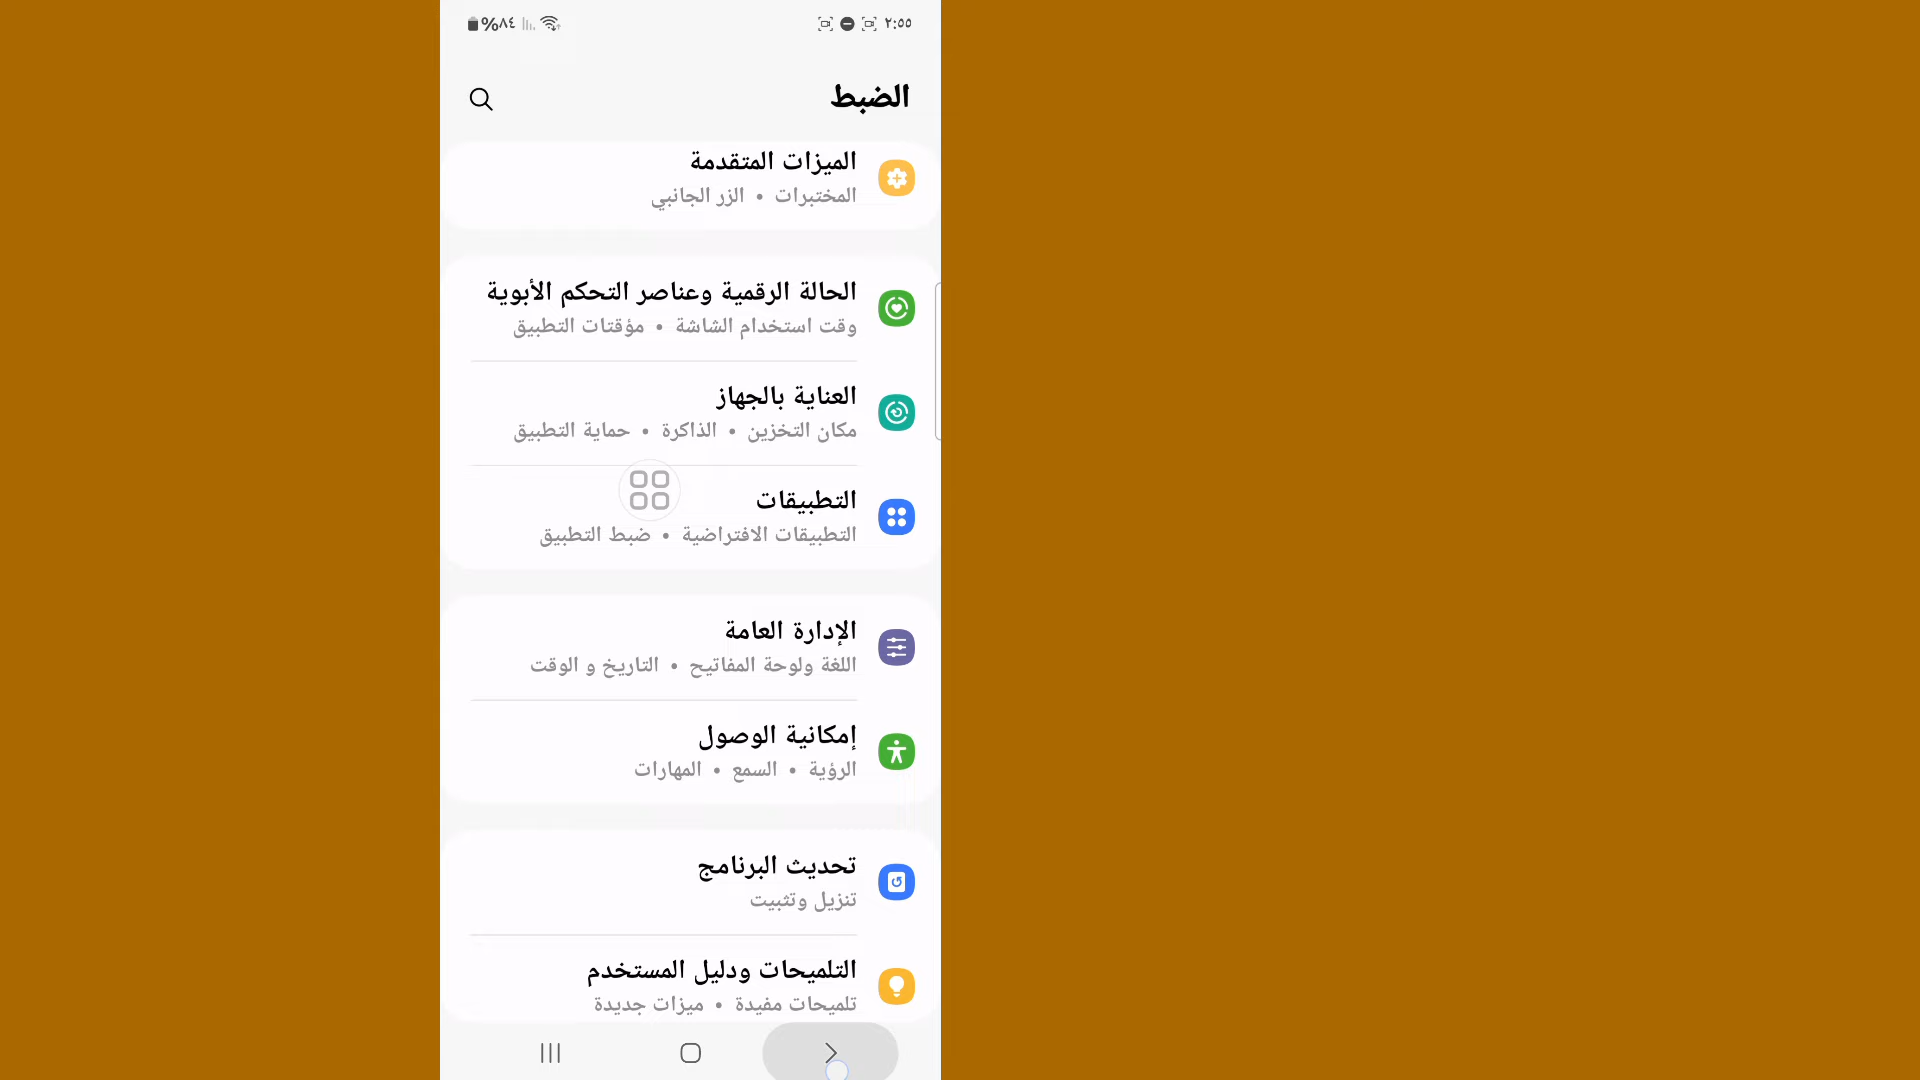 ٢:٥٥
%٨٤
الضبط
الميزات المتقدمة
المختبرات • الزر الجانبي
الحالة الرقمية وعناصر التحكم الأبوية
وقت استخدام الشاشة • مؤقتات التطبيق
العناية بالجهاز
مكان التخزين • الذاكرة • حماية التطبيق
التطبيقات
التطبيقات الافتراضية • ضبط التطبيق
الإدارة العامة
اللغة ولوحة المفاتيح • التاريخ و الوقت
إمكانية الوصول
الرؤية • السمع • المهارات
تحديث البرنامج
تنزيل وتثبيت
التلميحات ودليل المستخدم
تلميحات مفيدة • ميزات جديدة